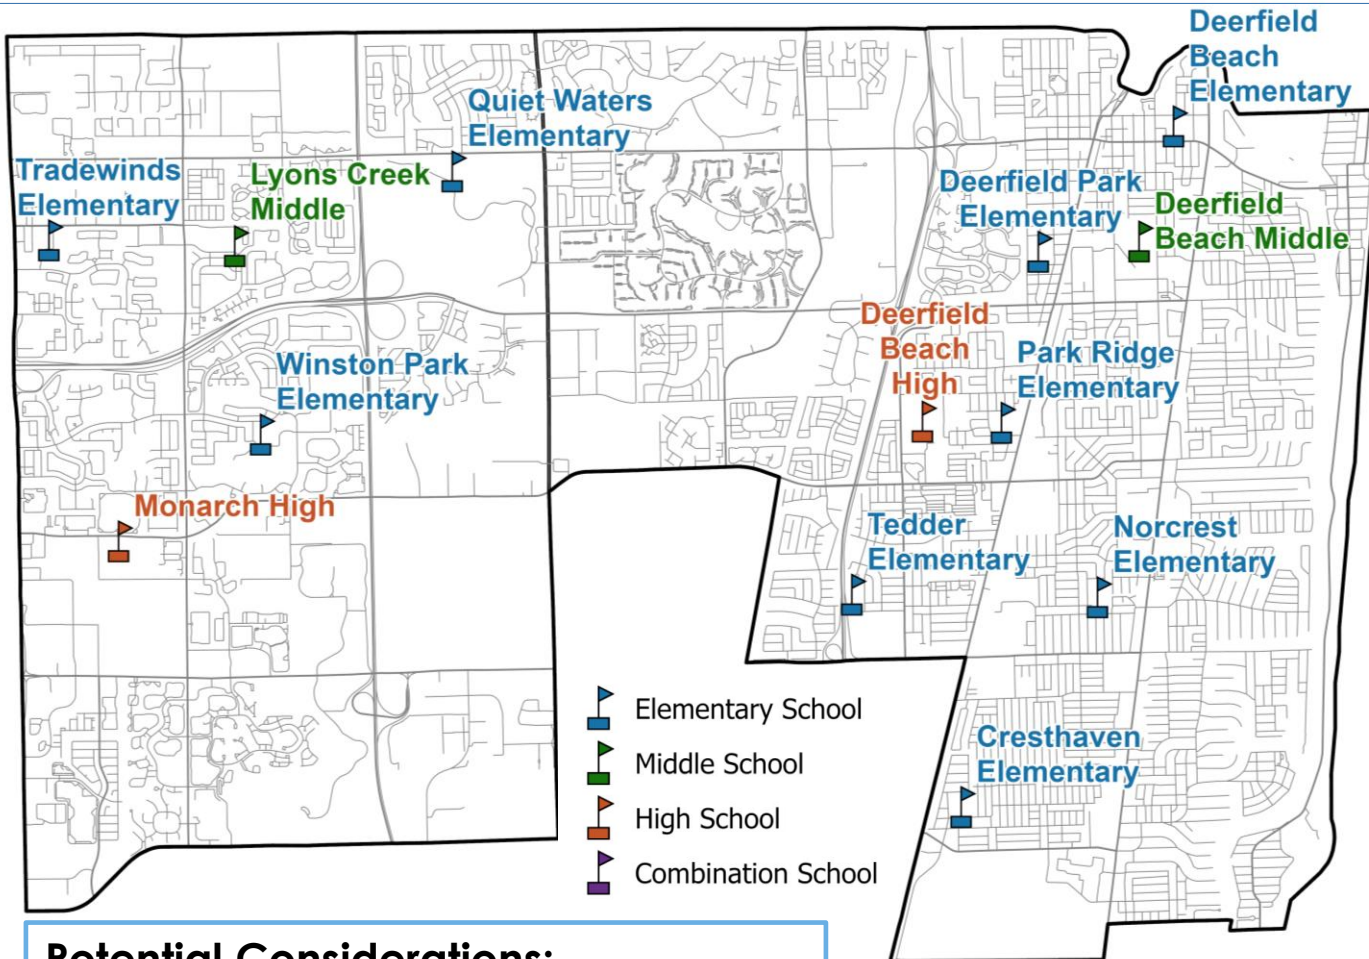 Deerfield
Beach
Elementary
Quiet Waters
Elementary
Tradewinds
Elementary
Lyons Creek
Middle
Deerfield Park
Elementary
Deerfield
Beach Middle
Deerfield
Beach
High
Park Ridge
Elementary
Winston Park
Elementary
Monarch High
Tedder
Elementary
Norcrest
Elementary
Cresthaven
Elementary
Elementary School
Middle School
High School
Combination School
Potential Considerations: